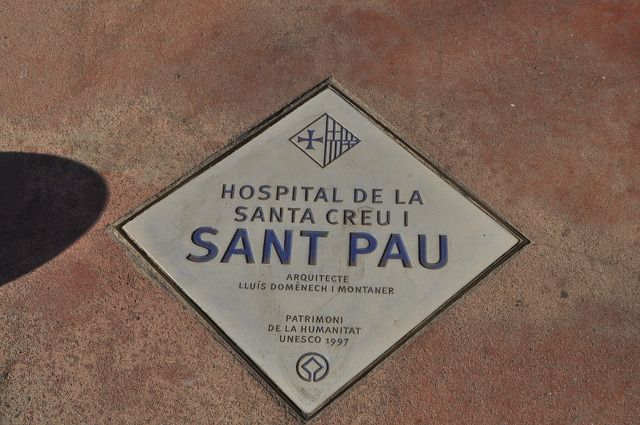 HOSPITAL DE LA
SANTA CREU I
SANT PAU
ARQUITECTE
LLUÍS DOMÈNECH I MONTANER
PATRIMONI
DE LA HUMANITAT
UNESCO 1997